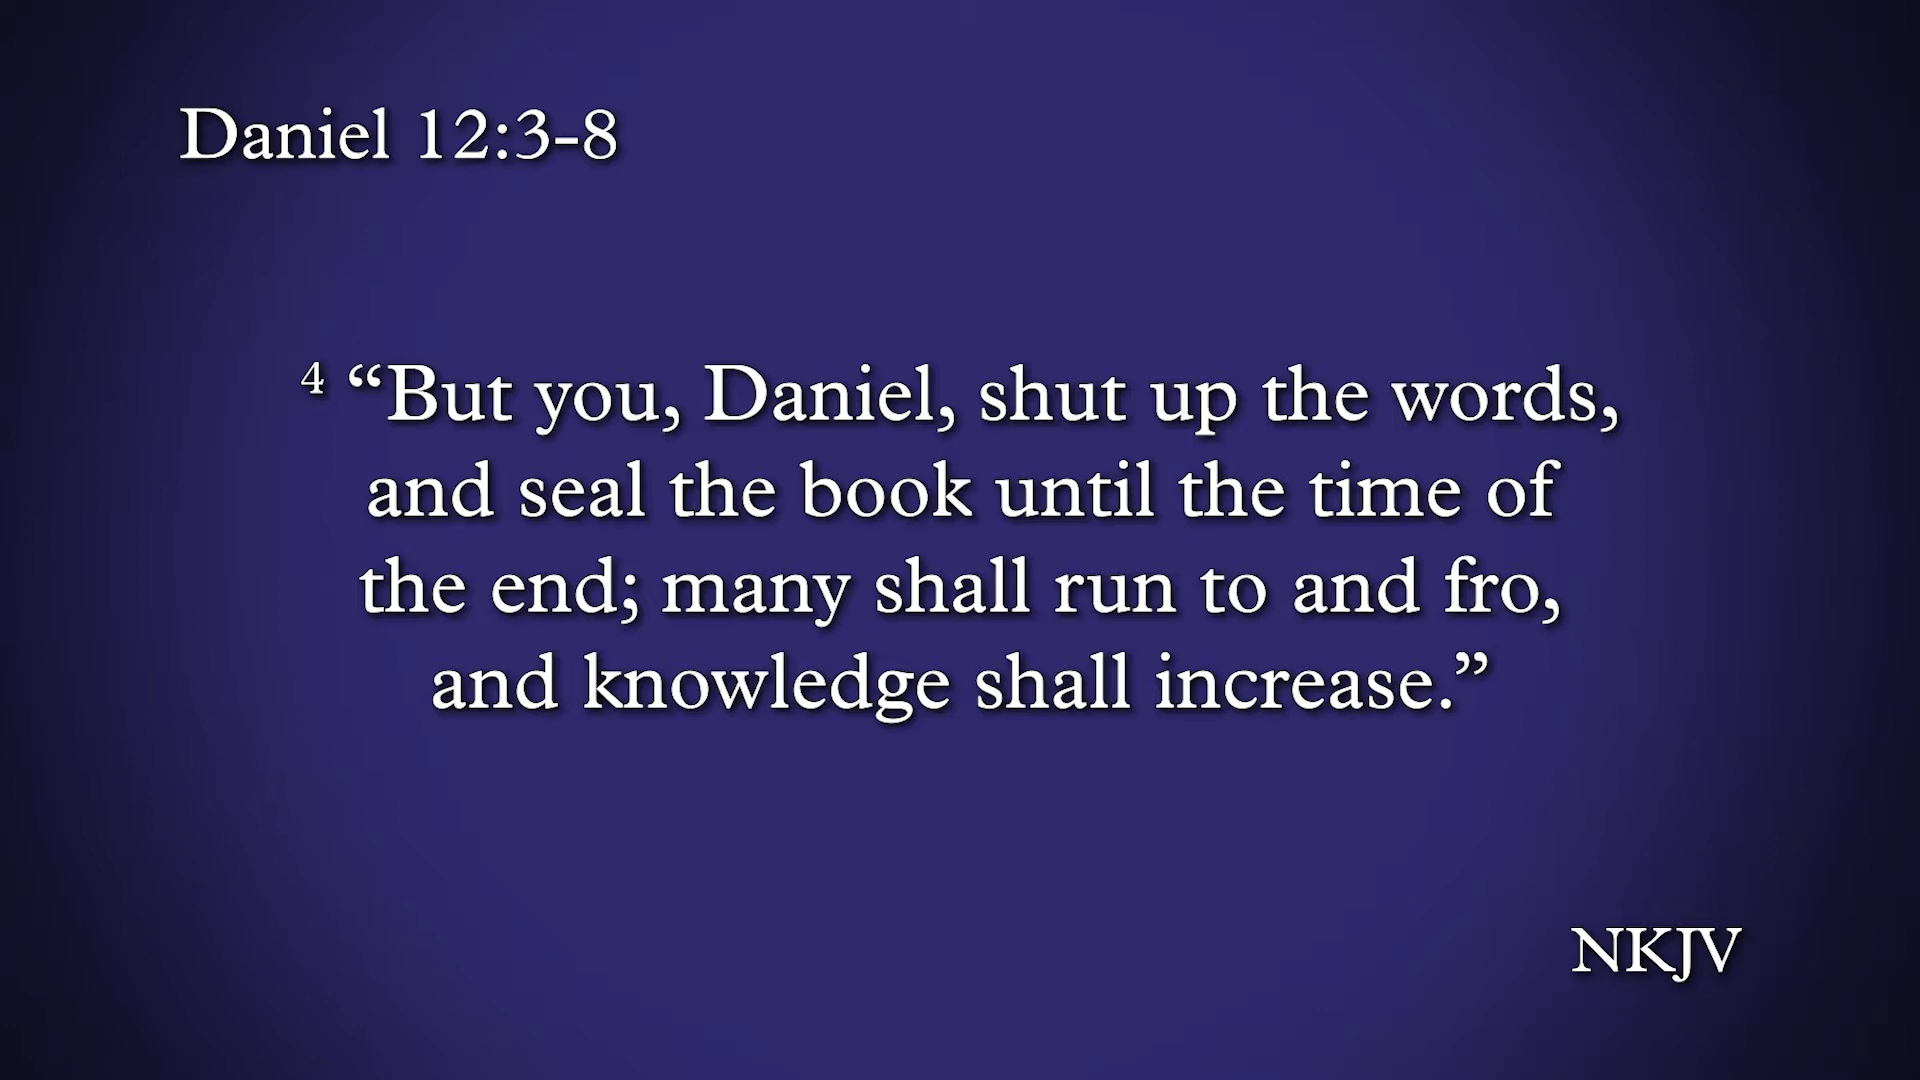 Daniel 12:3-8
4 “But you, Daniel, shut up the words,
and seal the book until the time of
the end; many shall run to and fro,
and knowledge shall increase.”
NKJV